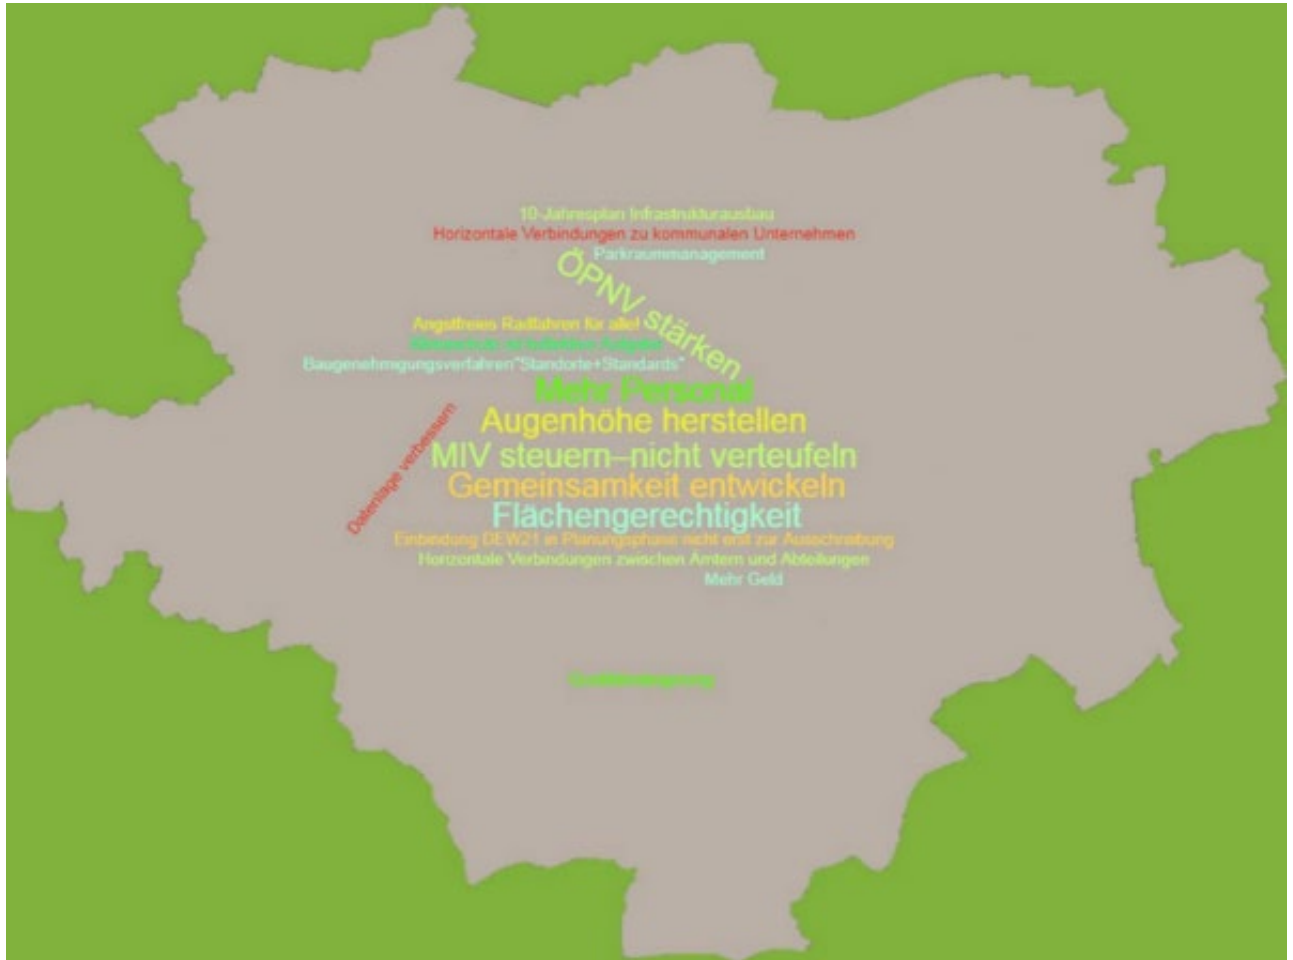 10-Jahresplan Infrastrukturausbau
Horizontale Verbindungen zu kommunalen Unternehmen
Parkraummanagement
ÖPNV stärken
Angstfreies Radfahren für alle!
Baugenehmigungsverfahren"Standorte+Standards"
Mehr Personal
Augenhöhe herstellen
Datenlage verbessern
MIV steuern–nicht verteufeln
Gemeinsamkeit entwickeln
Flächengerechtigkeit
Einbindung DEW21 in Planungsphase nicht erst zur Ausschreibung
Horizontale Verbindungen zwischen Ämtern und Abteilungen
Mehr Geld